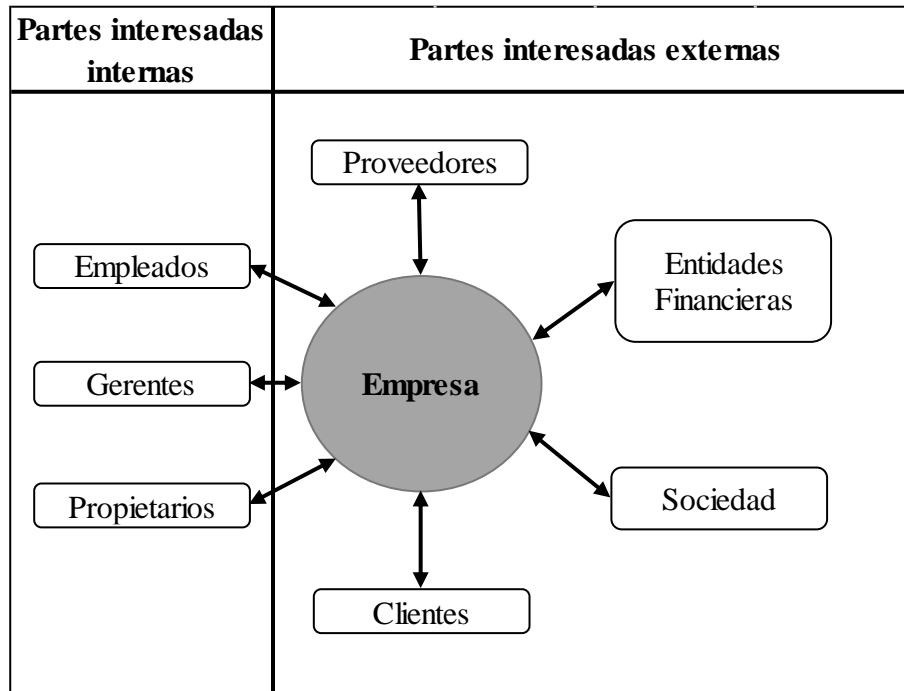 Partes interesadas
internas
Partes interesadas externas
Proveedores
Empleados
Entidades
Financieras
Gerentes
Empresa
Propietarios
Sociedad
Clientes